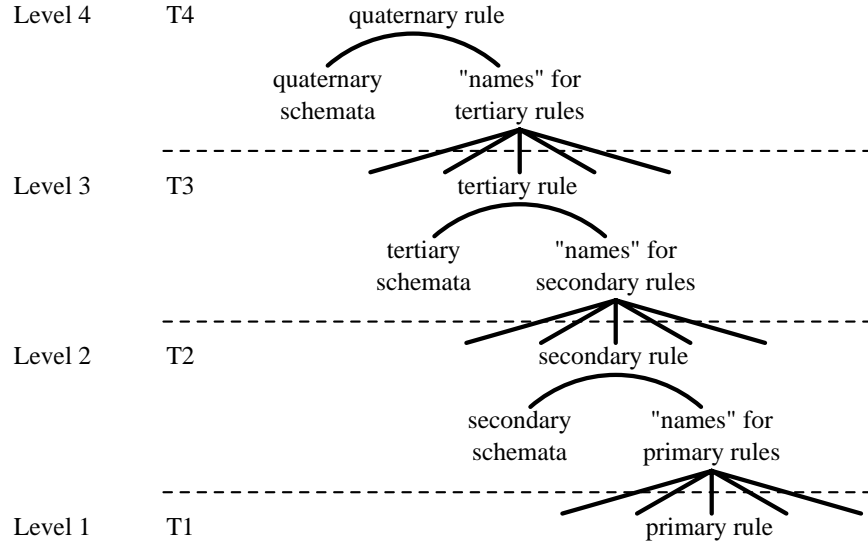 Level 4 T4 quaternary rule
quaternary "names" for
schemata tertiary rules
Level 3 T3 tertiary rule
tertiary "names" for
schemata secondary rules
Level 2 T2 secondary rule
secondary "names" for
schemata primary rules
Level 1 T1 primary rule